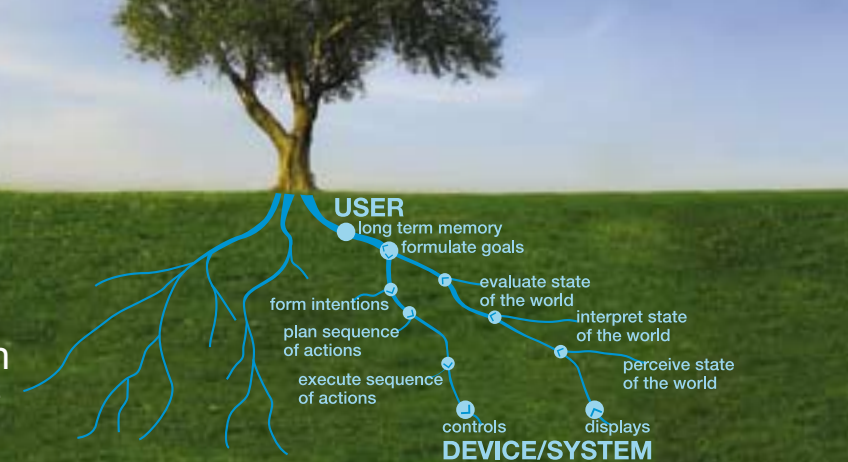 USER
long term memory
formulate goals
evaluate state
of the world
form intentions
interpret state
of the world
plan sequence
of actions
perceive state
of the world
execute sequence
of actions
controls
displays
DEVICE/SYSTEM
n